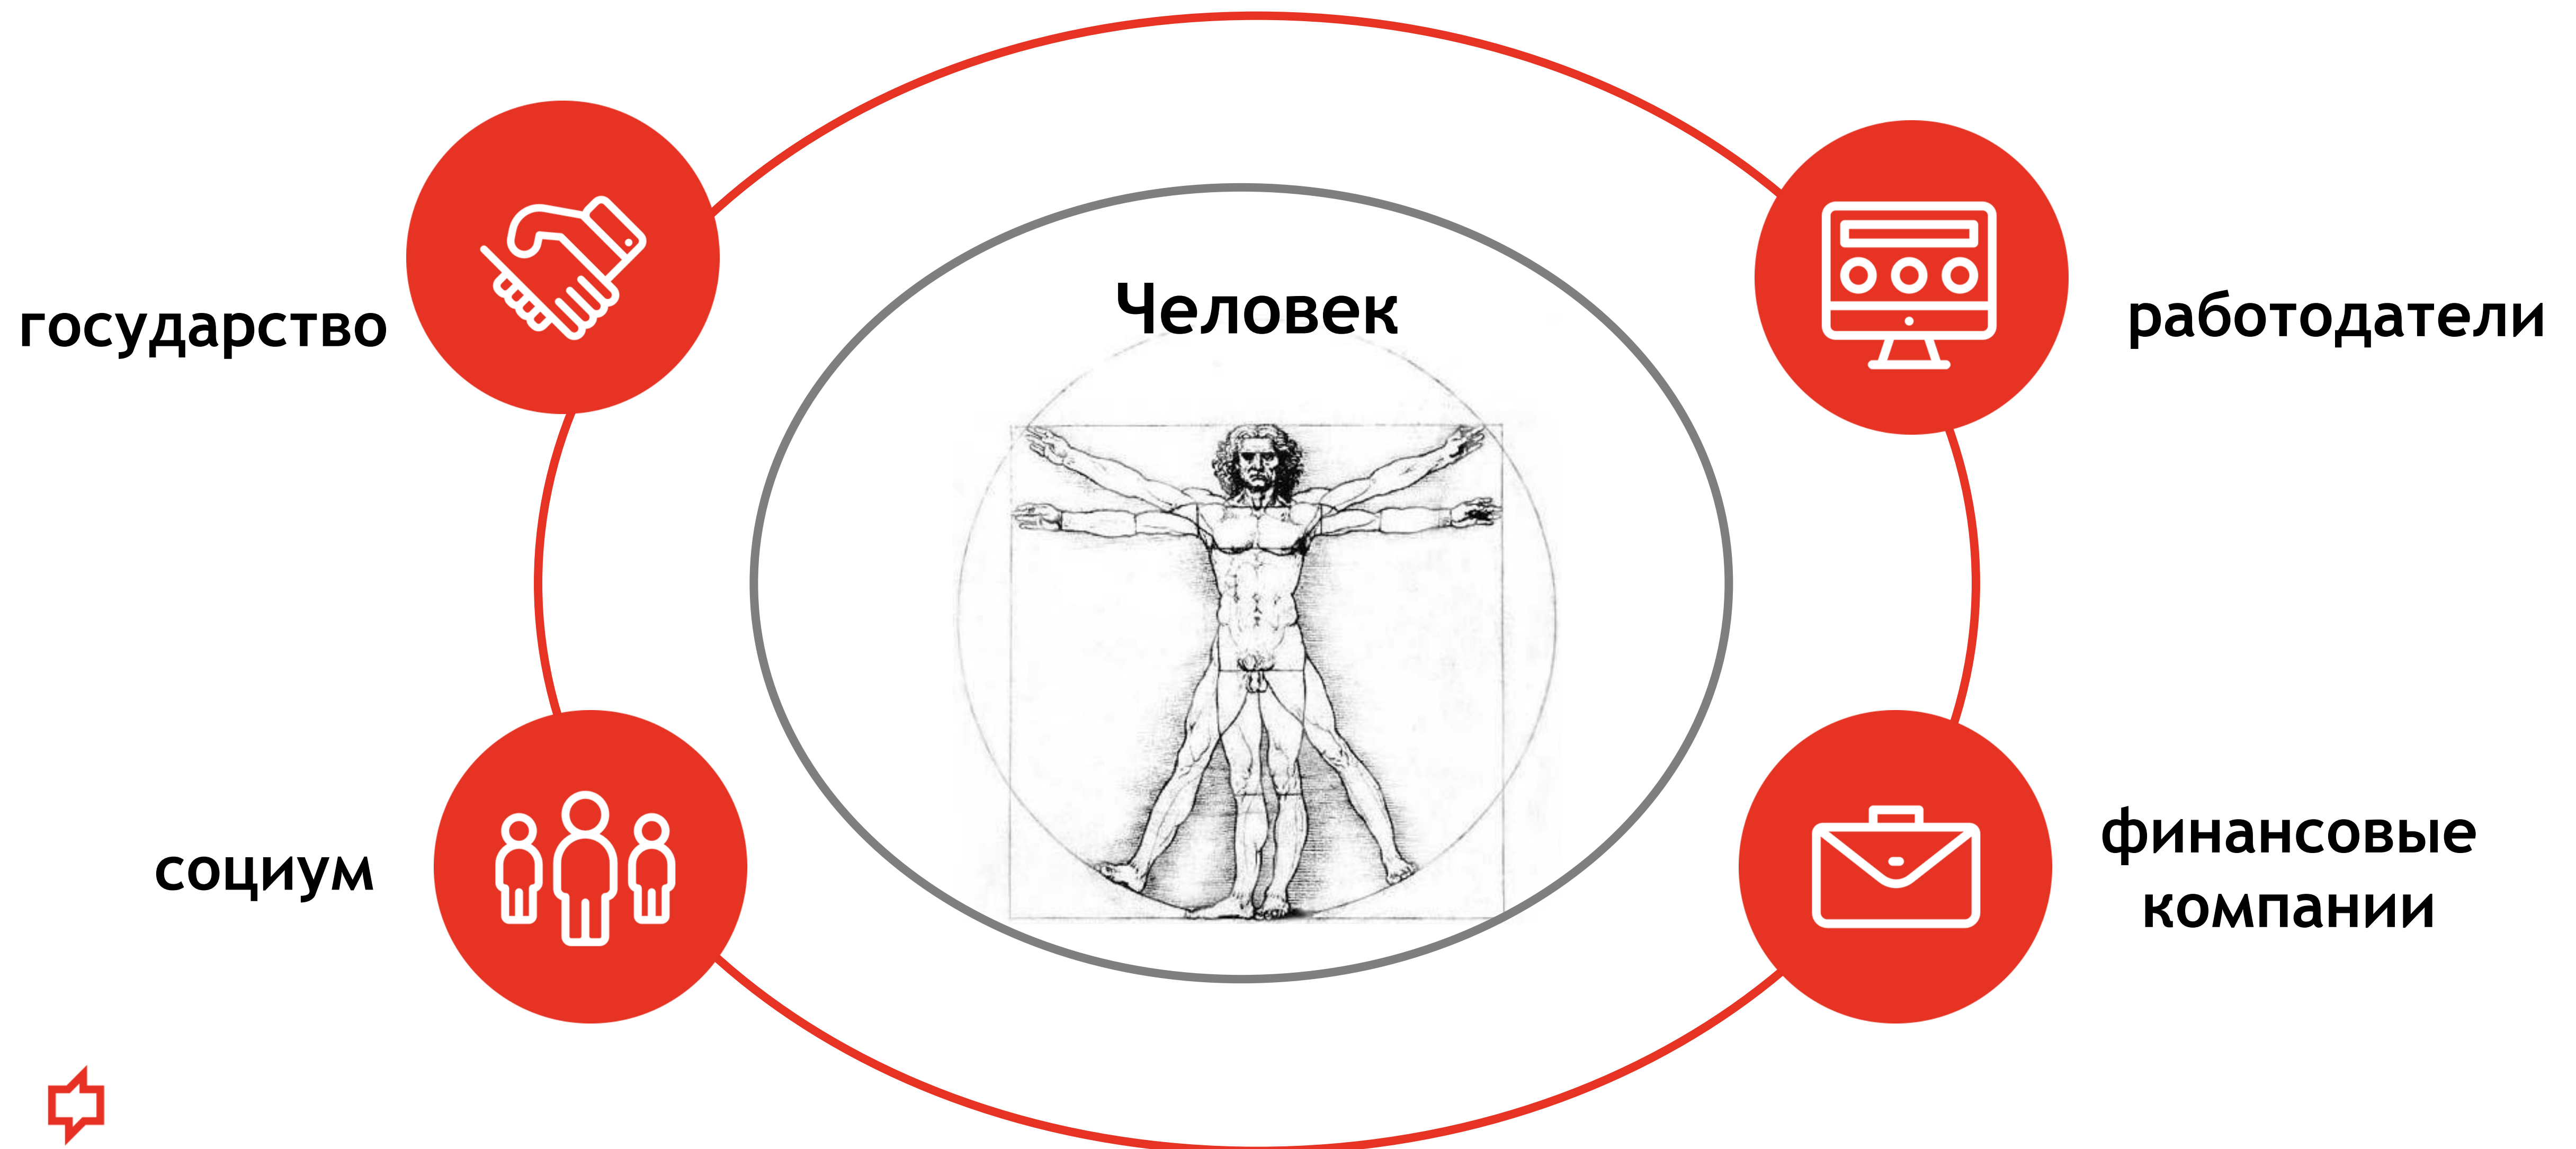 Человек
государство
работодатели
социум
финансовые
компании